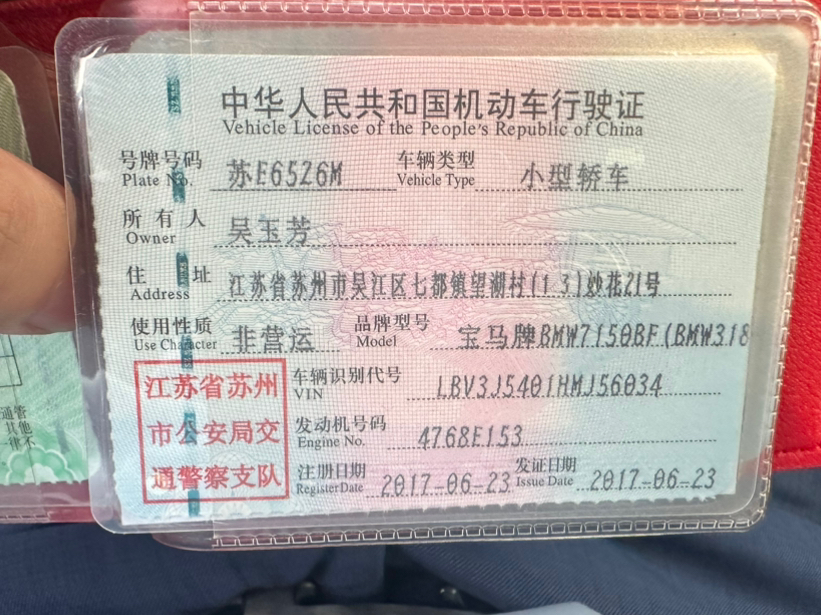 中华人民共和国机动车行驶证
Vehicle License of the People's Republic of China
号牌号码 苏E6526M 车辆类型 小型轿车
Plate No. Vehicle Type
所有人 吴玉芳
Owner
住址 江苏省苏州市吴江区七都镇望湖村(13)妙花21号
Address
使用性质 非营运 品牌型号 宝马牌BMW7150BF(BMW318
Use Character Model
车辆识别代号 LBV3J5401HMJ56034
VIN
发动机号码 4768E153
Engine No.
注册日期 2017-06-23 发证日期 2017-06-23
Register Date Issue Date
江苏省苏州
市公安局交
通警察支队
通管
其他
一律不